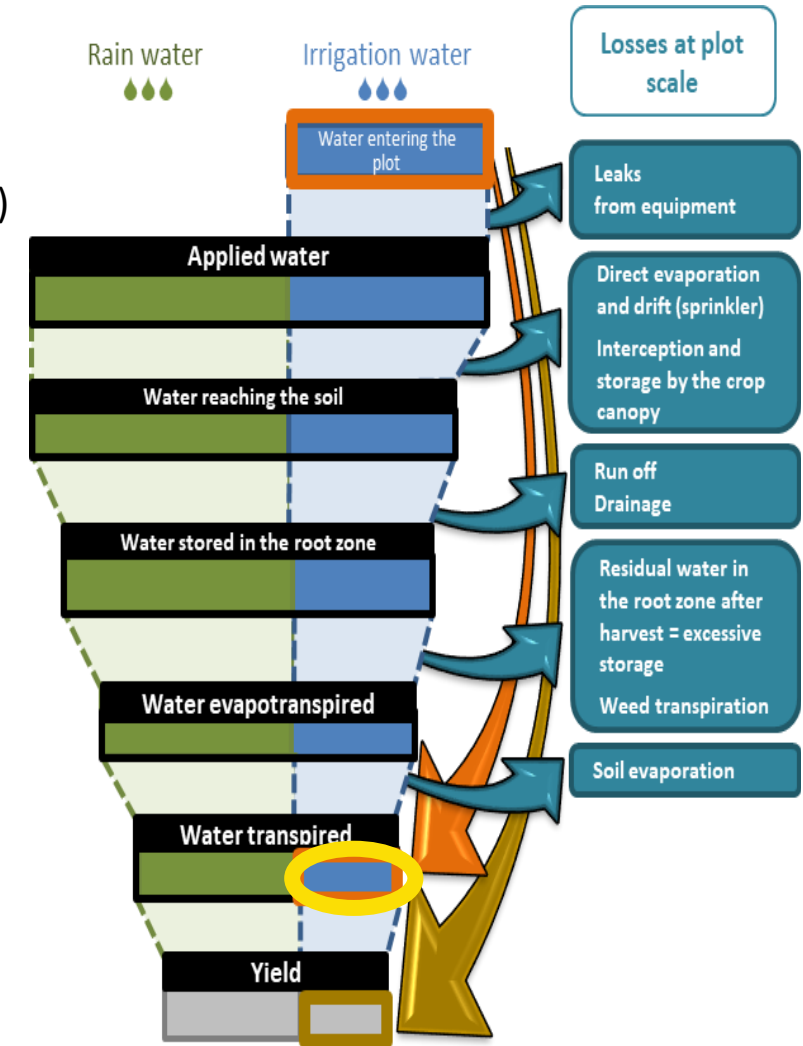 Rain water
Irrigation water
Losses at plot
scale
Water entering the
plot
Leaks
from equipment
)
Applied water
Direct evaporation
and drift (sprinkler)
Interception and
storage by the crop
canopy
Water reaching the soil
Run off
Drainage
Water stored in the root zone
Residual water in
the root zone after
harvest = excessive
storage
Weed transpiration
Water evapotranspired
Soil evaporation
Water transpired
Yield